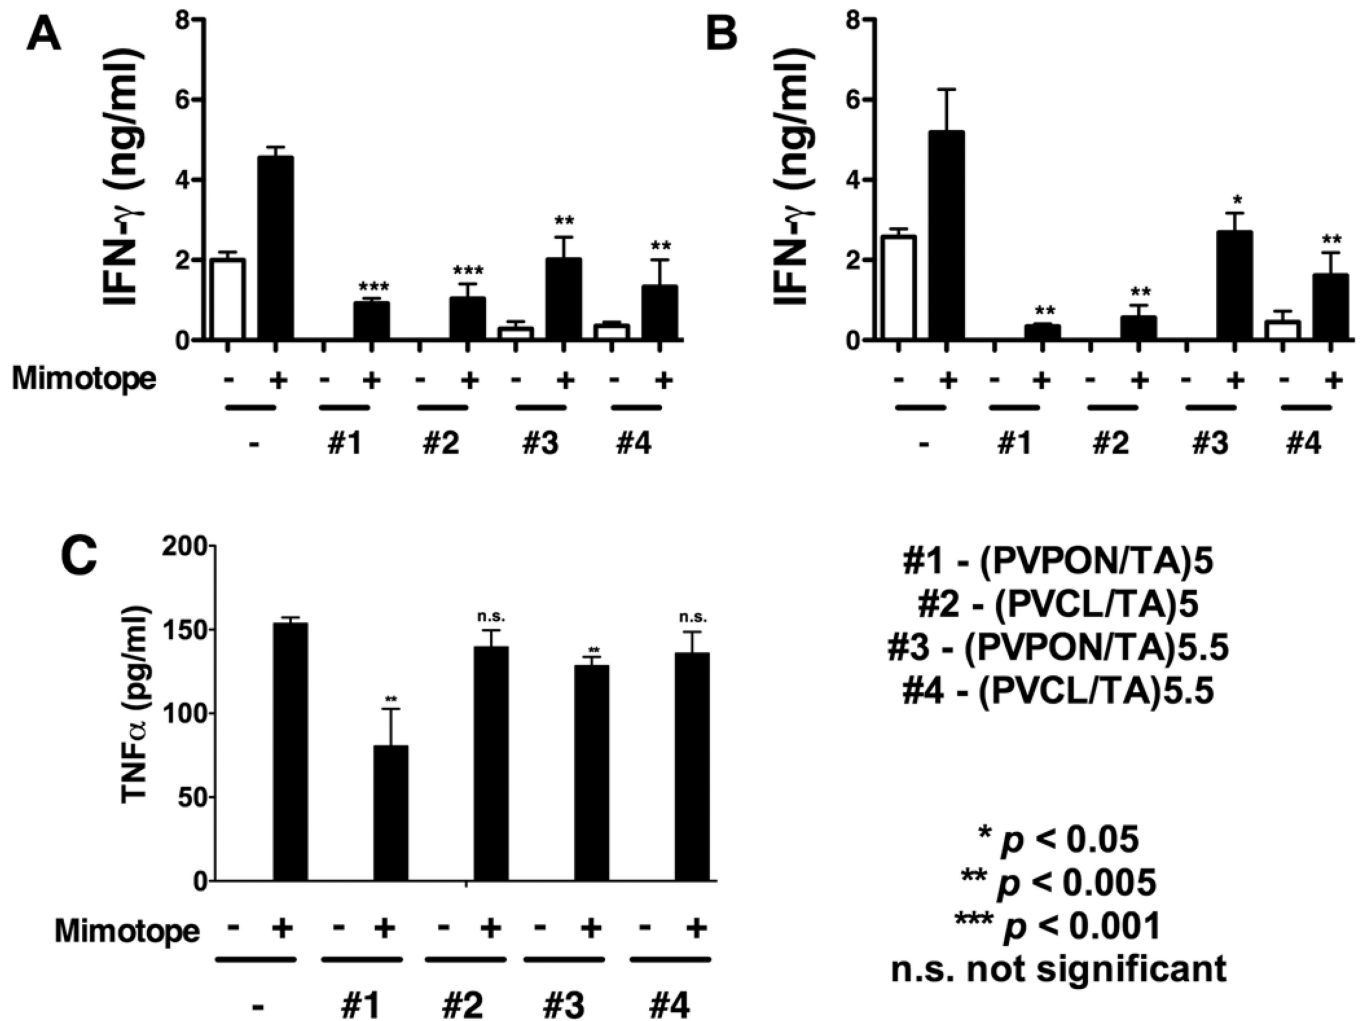 A
IFN-γ (ng/ml)
8
6
4
2
0
***
***
**
**
Mimotope - + - + - + - + - +
- #1 #2 #3 #4
B
IFN-γ (ng/ml)
8
6
4
2
0
**
**
*
**
- + - + - + - + - +
- #1 #2 #3 #4
C
TNFα (pg/ml)
200
150
100
50
0
**
n.s.
**
n.s.
Mimotope - + - + - + - + - +
- #1 #2 #3 #4
#1 - (PVPON/TA)5
#2 - (PVCL/TA)5
#3 - (PVPON/TA)5.5
#4 - (PVCL/TA)5.5
* p < 0.05
** p < 0.005
*** p < 0.001
n.s. not significant